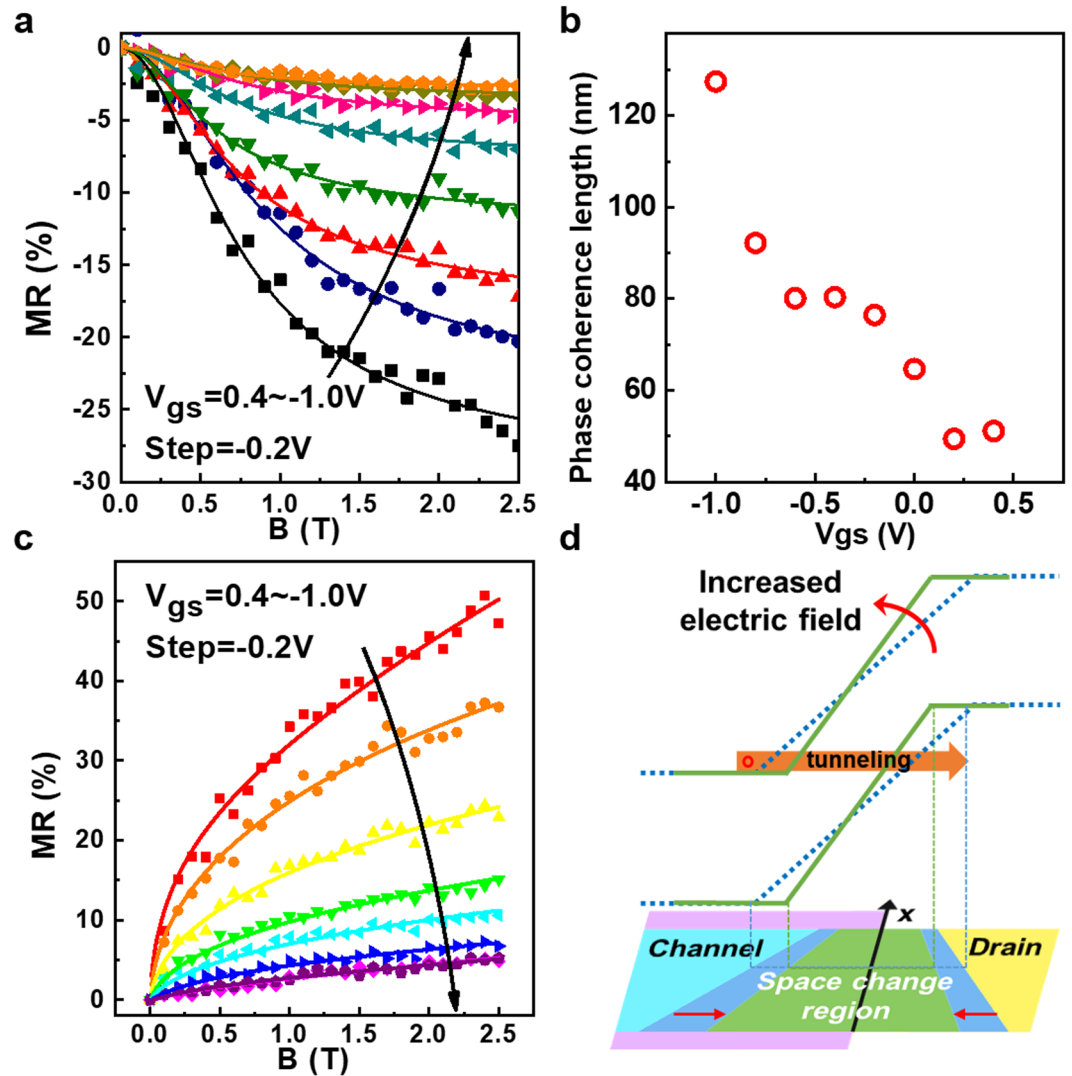 a
0
-5
-10
-15
-20
-25
-30
MR (%)
Vgs=0.4~-1.0V
Step=-0.2V
0.0 0.5 1.0 1.5 2.0 2.5
B (T)
b
120
100
80
60
40
Phase coherence length (nm)
-1.0 -0.5 0.0 0.5
Vgs (V)
c
50
40
30
20
10
0
MR (%)
Vgs=0.4~-1.0V
Step=-0.2V
0.0 0.5 1.0 1.5 2.0 2.5
B (T)
d
Increased
electric field
tunneling
x
Channel
Drain
Space change
region